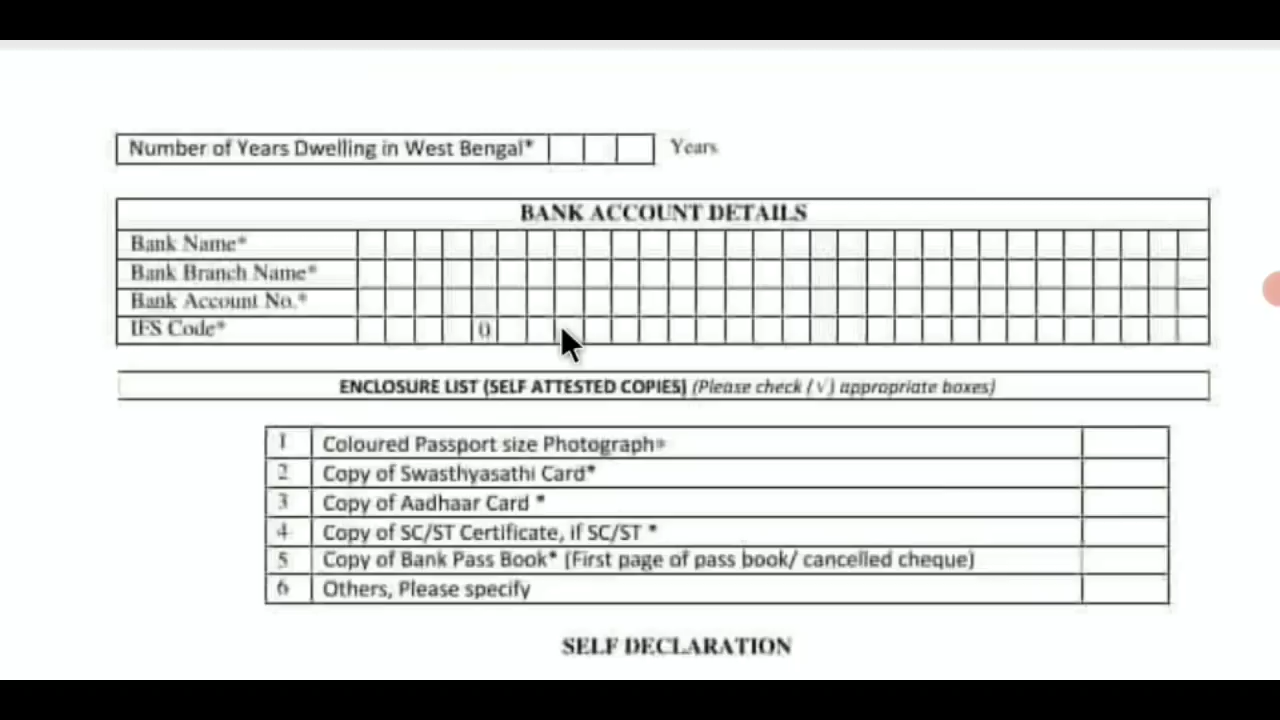 Number of Years Dwelling in West Bengal* Years
BANK ACCOUNT DETAILS
Bank Name*
Bank Branch Name*
Bank Account No.*
IFS Code* 0
ENCLOSURE LIST (SELF ATTESTED COPIES) (Please check (√) appropriate boxes)
1 Coloured Passport size Photograph*
2 Copy of Swasthyasathi Card*
3 Copy of Aadhaar Card *
4 Copy of SC/ST Certificate, if SC/ST *
5 Copy of Bank Pass Book* (First page of pass book/ cancelled cheque)
6 Others, Please specify
SELF DECLARATION